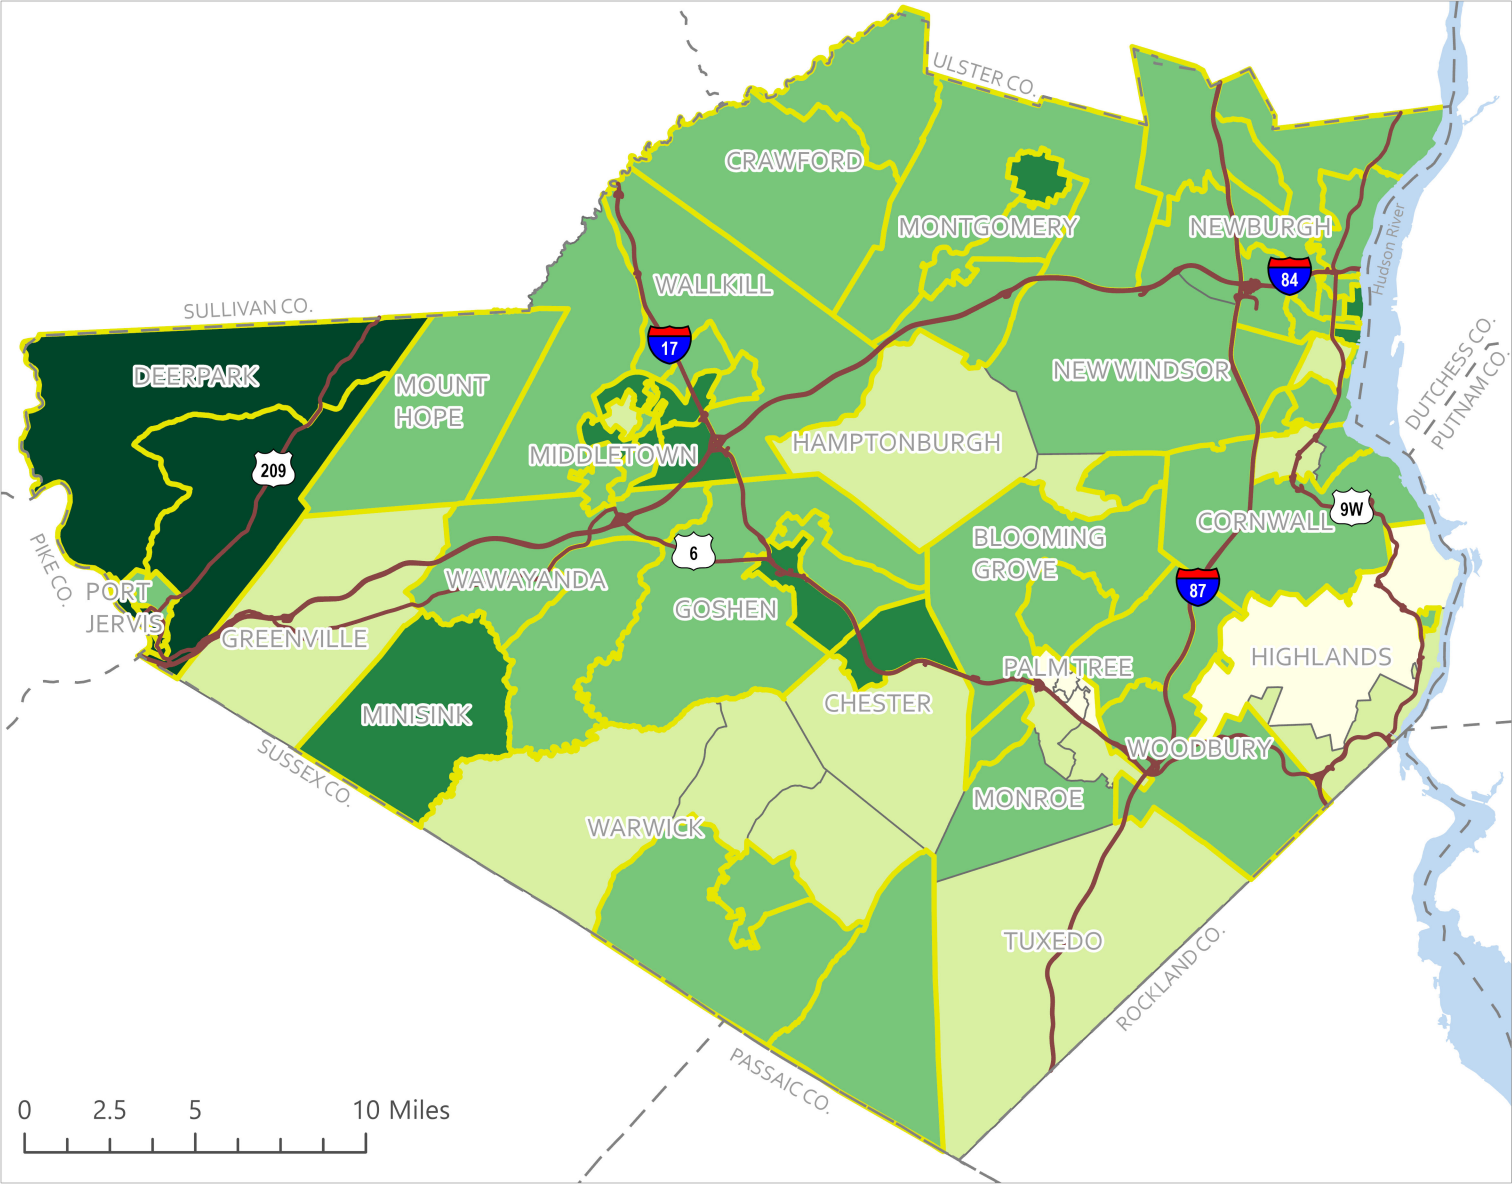 ULSTER CO.
CRAWFORD
MONTGOMERY
NEWBURGH
Hudson River
84
WALLKILL
SULLIVAN CO.
17
DUTCHESS CO.
PUTNAM CO.
DEERPARK
MOUNT
HOPE
NEW WINDSOR
HAMPTONBURGH
MIDDLETOWN
209
9W
CORNWALL
BLOOMING
GROVE
6
PIKE CO.
PORT
JERVIS
WAWAYANDA
GOSHEN
87
GREENVILLE
HIGHLANDS
PALM TREE
CHESTER
MINISINK
WOODBURY
SUSSEX CO.
MONROE
WARWICK
TUXEDO
ROCKLAND CO.
PASSAIC CO.
0 2.5 5 10 Miles